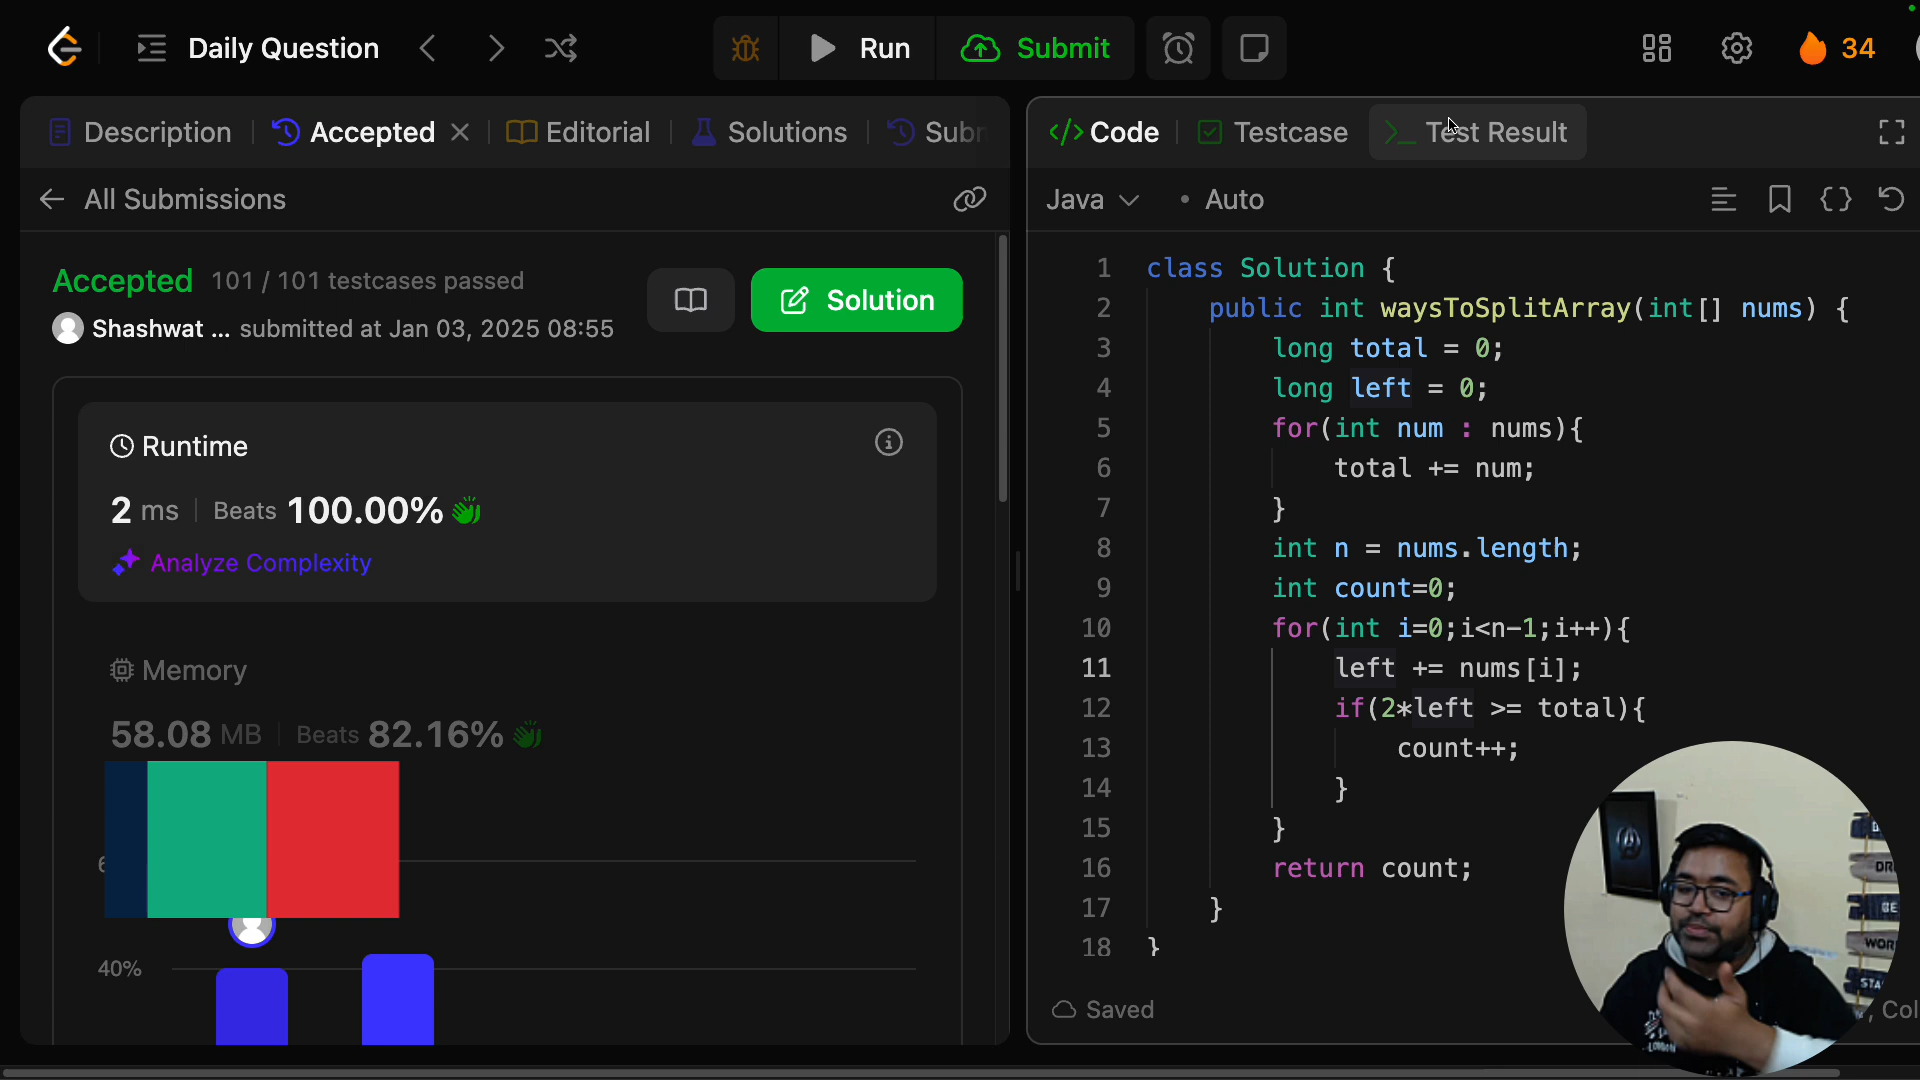 Daily Question
Run
Submit
34
Description
Accepted
Editorial
Solutions
All Submissions
Accepted 101 / 101 testcases passed
Shashwat ... submitted at Jan 03, 2025 08:55
Solution
Runtime
2 ms Beats 100.00%
Analyze Complexity
Memory
58.08 MB Beats 82.16%
40%
</> Code
Testcase
Test Result
Java
• Auto
1 class Solution {
2 public int waysToSplitArray(int[] nums) {
3 long total = 0;
4 long left = 0;
5 for(int num : nums){
6 total += num;
7 }
8 int n = nums.length;
9 int count=0;
10 for(int i=0;i<n-1;i++){
11 left += nums[i];
12 if(2*left >= total){
13 count++;
14 }
15 }
16 return count;
17 }
18 }
Saved